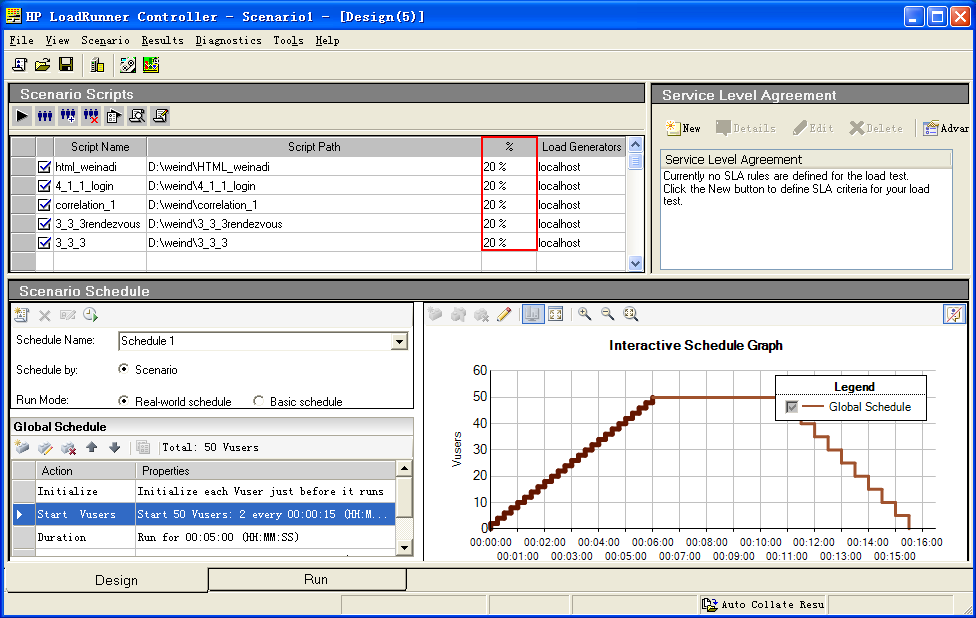 HP LoadRunner Controller - Scenario1 - [Design(5)]
File View Scenario Results Diagnostics Tools Help
Scenario Scripts
Script Name Script Path % Load Generators
html_weinadi D:\weind\HTML_weinadi 20 % localhost
4_1_1_login D:\weind\4_1_1_login 20 % localhost
correlation_1 D:\weind\correlation_1 20 % localhost
3_3_3rendezvous D:\weind\3_3_3rendezvous 20 % localhost
3_3_3 D:\weind\3_3_3 20 % localhost
Service Level Agreement
New Details Edit Delete Advar
Service Level Agreement
Currently no SLA rules are defined for the load test.
Click the New button to define SLA criteria for your load
test.
Scenario Schedule
Schedule Name: Schedule 1
Schedule by: Scenario
Run Mode: Real-world schedule Basic schedule
Global Schedule
Total: 50 Vusers
Action Properties
Initialize Initialize each Vuser just before it runs
Start Vusers Start 50 Vusers: 2 every 00:00:15 (HH:M...
Duration Run for 00:05:00 (HH:MM:SS)
Interactive Schedule Graph
Legend
Global Schedule
Vusers
60
50
40
30
20
10
0
00:00:00 00:02:00 00:04:00 00:06:00 00:08:00 00:10:00 00:12:00 00:14:00 00:16:00
00:01:00 00:03:00 00:05:00 00:07:00 00:09:00 00:11:00 00:13:00 00:15:00
Design Run
Auto Collate Resu